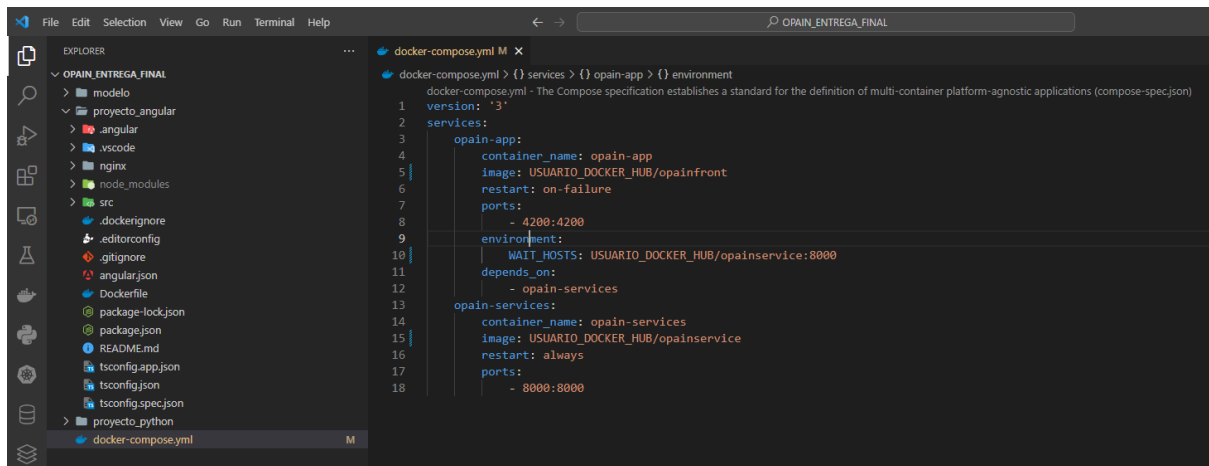 File Edit Selection View Go Run Terminal Help
OPAIN_ENTREGA_FINAL
EXPLORER
OPAIN_ENTREGA_FINAL
modelo
proyecto_angular
.angular
.vscode
nginx
node_modules
src
.dockerignore
.editorconfig
.gitignore
angular.json
Dockerfile
package-lock.json
package.json
README.md
tsconfig.app.json
tsconfig.json
tsconfig.spec.json
proyecto_python
docker-compose.yml M
docker-compose.yml M
docker-compose.yml > {} services > {} opain-app > {} environment
docker-compose.yml - The Compose specification establishes a standard for the definition of multi-container platform-agnostic applications (compose-spec.json)
1 version: '3'
2 services:
3 opain-app:
4 container_name: opain-app
5 image: USUARIO_DOCKER_HUB/opainfront
6 restart: on-failure
7 ports:
8 - 4200:4200
9 environment:
10 WAIT_HOSTS: USUARIO_DOCKER_HUB/opainservice:8000
11 depends_on:
12 - opain-services
13 opain-services:
14 container_name: opain-services
15 image: USUARIO_DOCKER_HUB/opainservice
16 restart: always
17 ports:
18 - 8000:8000